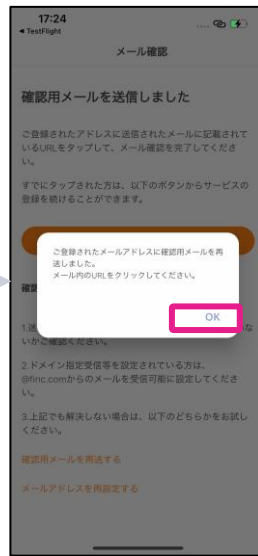 17:24
◀ TestFlight
メール確認
確認用メールを送信しました
ご登録されたアドレスに送信されたメールに記載されて
いるURLをタップして、メール確認を完了してくださ
い。
すでにタップされた方は、以下のボタンからサービスの
登録を続けることができます。
ご登録されたメールアドレスに確認用メールを再
送しました。
メール内のURLをクリックしてください。
OK
確認
1.迷
いかご確認ください。
2.ドメイン指定受信等を設定されている方は、
@finc.comからのメールを受信可能に設定してくださ
い。
3.上記でも解決しない場合は、以下のどちらかをお試し
ください。
確認用メールを再送する
メールアドレスを再設定する